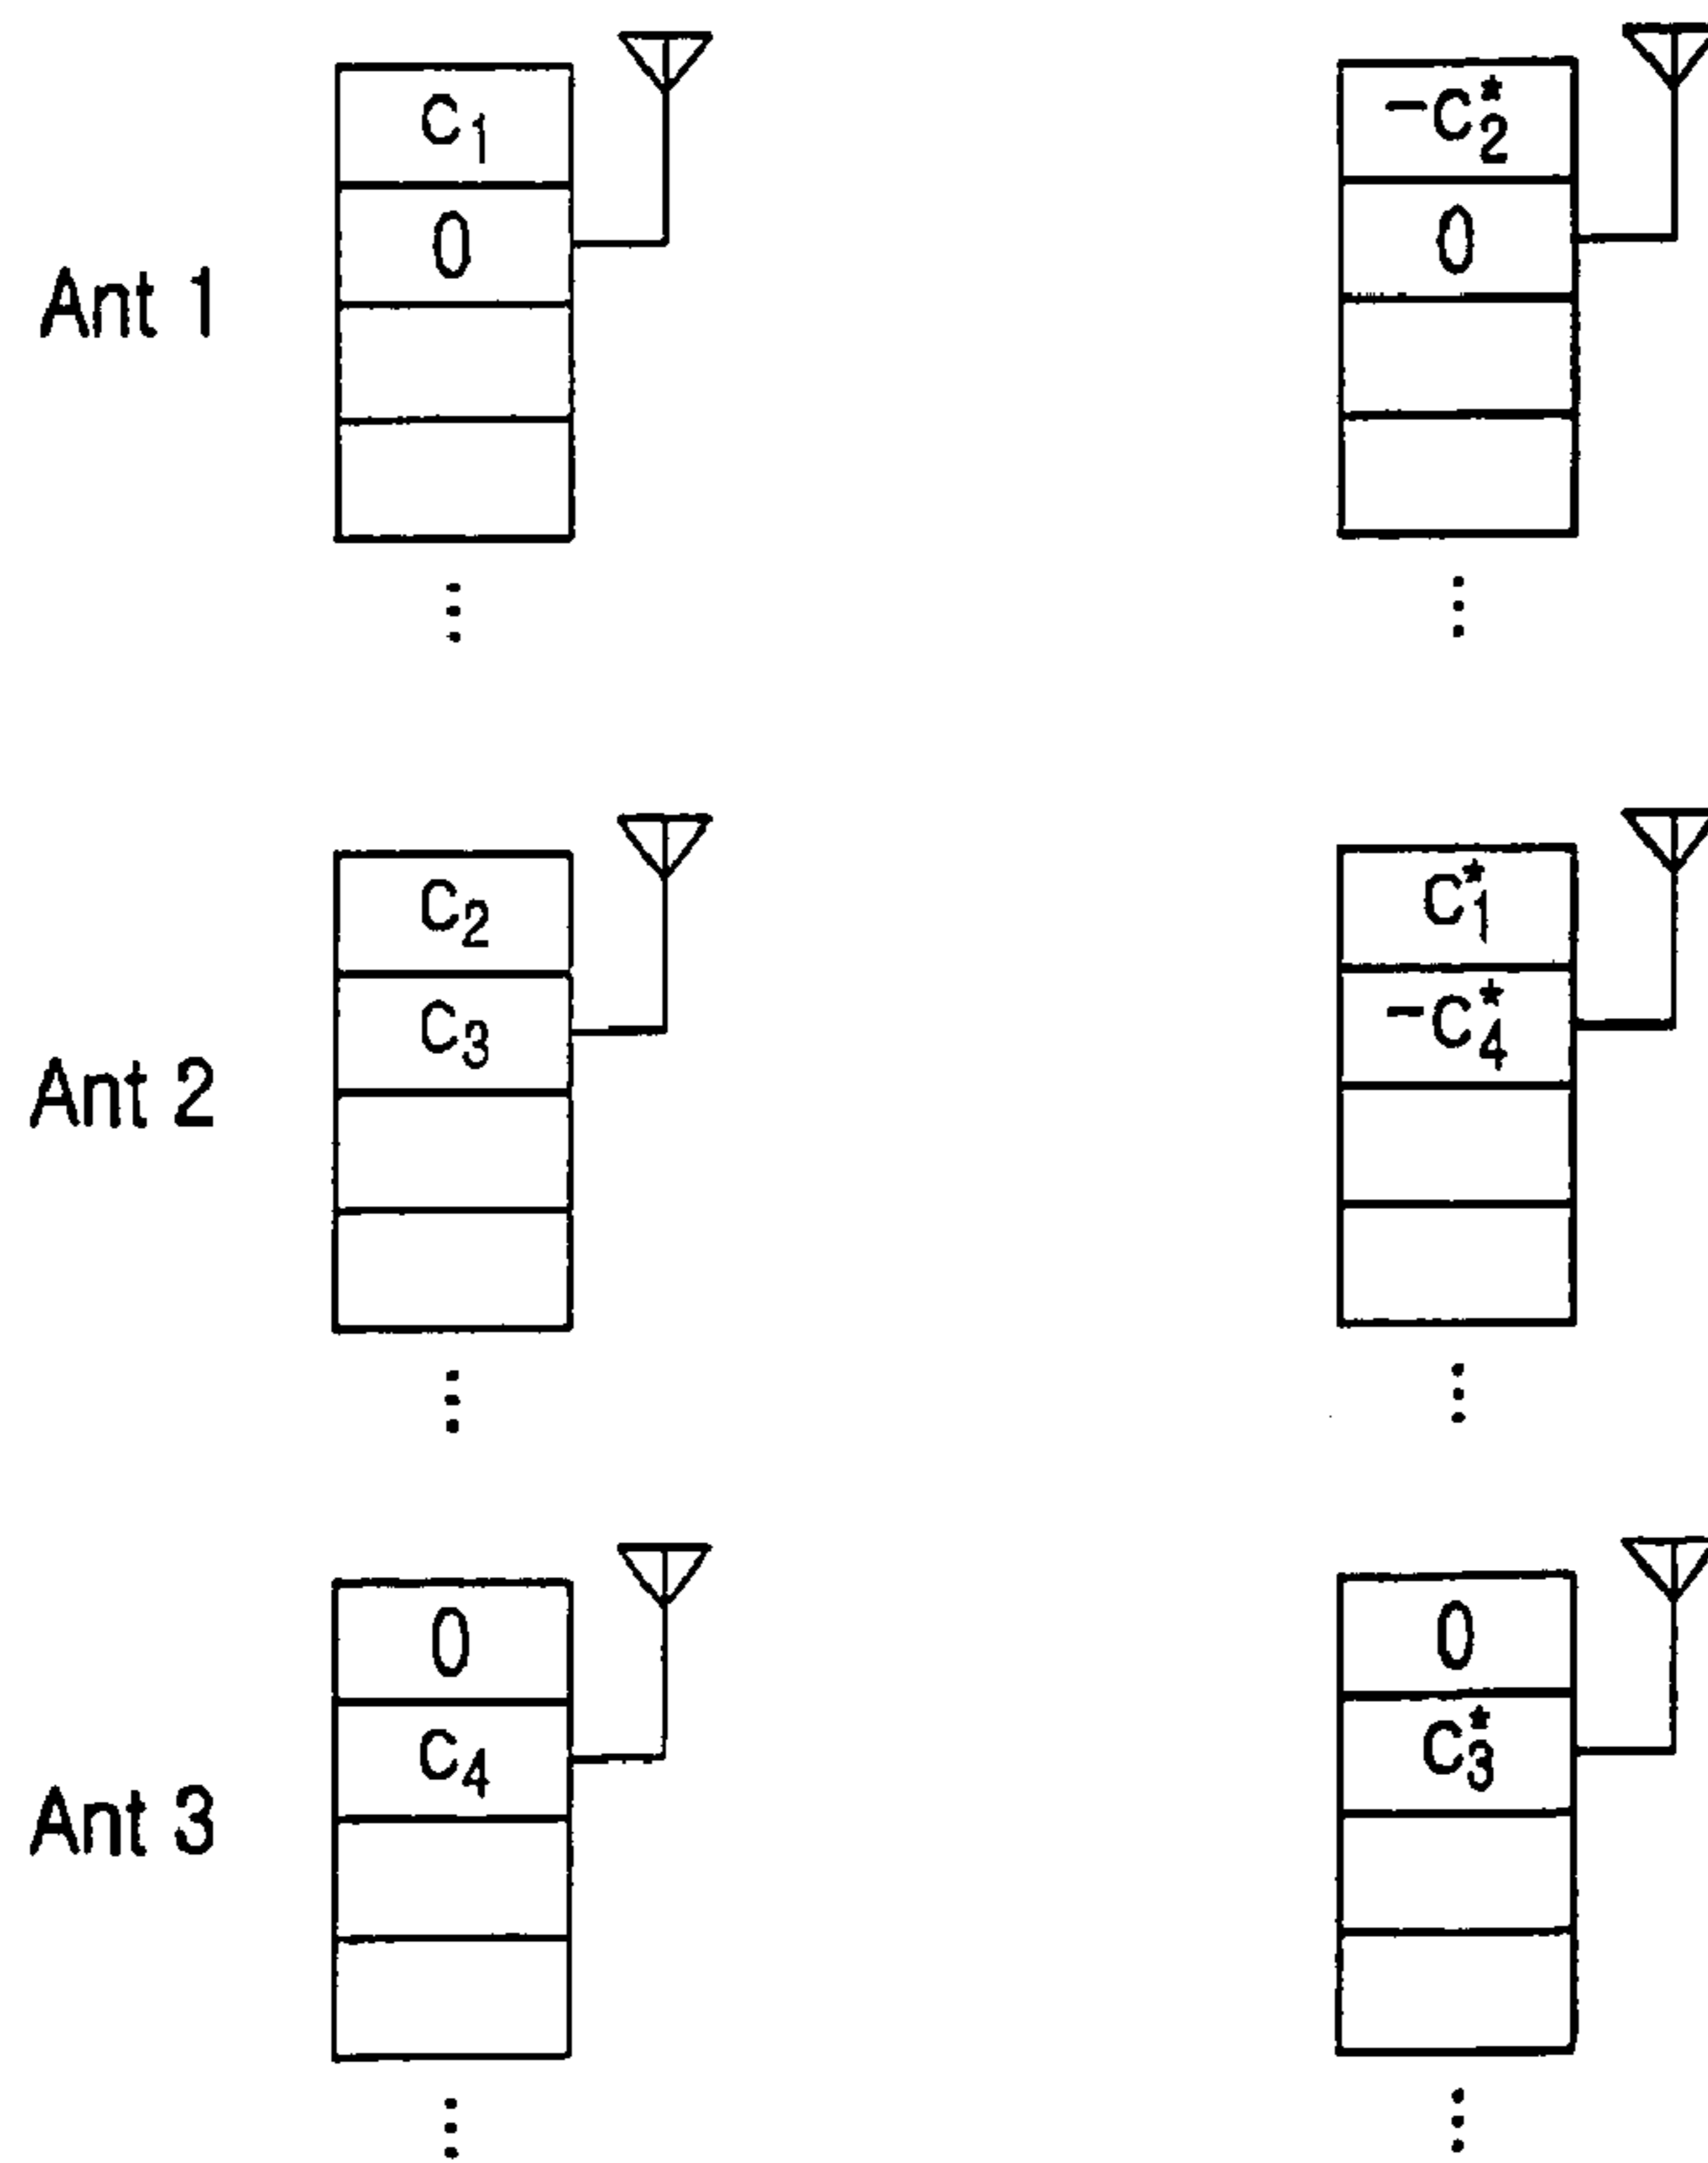 c₁ -c₂*
0 0
Ant 1
c₂ c₁*
c₃ -c₄*
Ant 2
0 0
c₄ c₃*
Ant 3